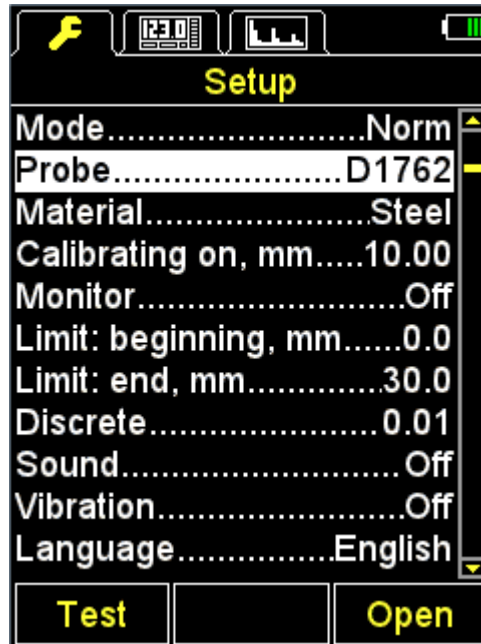 123.0
Setup
Mode..........................Norm
Probe.......................D1762
Material.....................Steel
Calibrating on, mm.....10.00
Monitor.........................Off
Limit: beginning, mm......0.0
Limit: end, mm..............30.0
Discrete.......................0.01
Sound..........................Off
Vibration.......................Off
Language................English
Test
Open